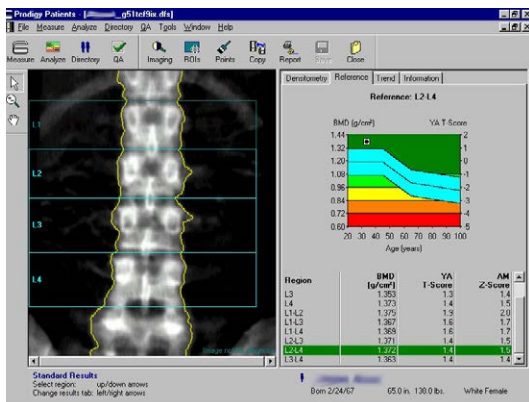 Prodigy Patients - [ _g51tef9ix.dfs]
File Measure Analyze Directory QA Tools Window Help
Measure Analyze Directory QA Imaging ROIs Points Copy Report Save Close
Densitometry Reference Trend Information
Reference: L2-L4
BMD (g/cm²) YA T-Score
1.44 2
1.32 1
1.20 0
1.08 -1
0.96 -2
0.84 -3
0.72 -4
0.60 -5
20 30 40 50 60 70 80 90 100
Age (years)
L1
L2
L3
L4
Region BMD (g/cm²) YA T-Score AM Z-Score
L3 1.353 1.3 1.4
L4 1.373 1.4 1.5
L1-L2 1.375 1.9 2.0
L1-L3 1.367 1.6 1.7
L1-L4 1.369 1.6 1.7
L2-L3 1.371 1.4 1.5
L2-L4 1.372 1.4 1.5
L3-L4 1.363 1.4 1.4
Image not
Standard Results
Select region: up/down arrows
Change results tab: left/right arrows
Born 2/24/67 65.0 in. 138.0 lbs. White Female